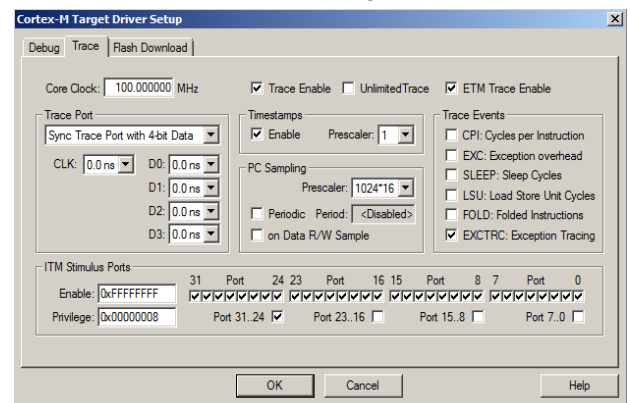 Cortex-M Target Driver Setup
Debug Trace Flash Download
Core Clock: 100.000000 MHz Trace Enable Unlimited Trace ETM Trace Enable
Trace Port
Sync Trace Port with 4-bit Data
CLK: 0.0 ns D0: 0.0 ns
D1: 0.0 ns
D2: 0.0 ns
D3: 0.0 ns
Timestamps
Enable Prescaler: 1
PC Sampling
Prescaler: 1024*16
Periodic Period: <Disabled>
on Data R/W Sample
Trace Events
CPI: Cycles per Instruction
EXC: Exception overhead
SLEEP: Sleep Cycles
LSU: Load Store Unit Cycles
FOLD: Folded Instructions
EXCTRC: Exception Tracing
ITM Stimulus Ports
31 Port 24 23 Port 16 15 Port 8 7 Port 0
Enable: 0xFFFFFFFF
Privilege: 0x00000008 Port 31..24 Port 23..16 Port 15..8 Port 7..0
OK Cancel Help